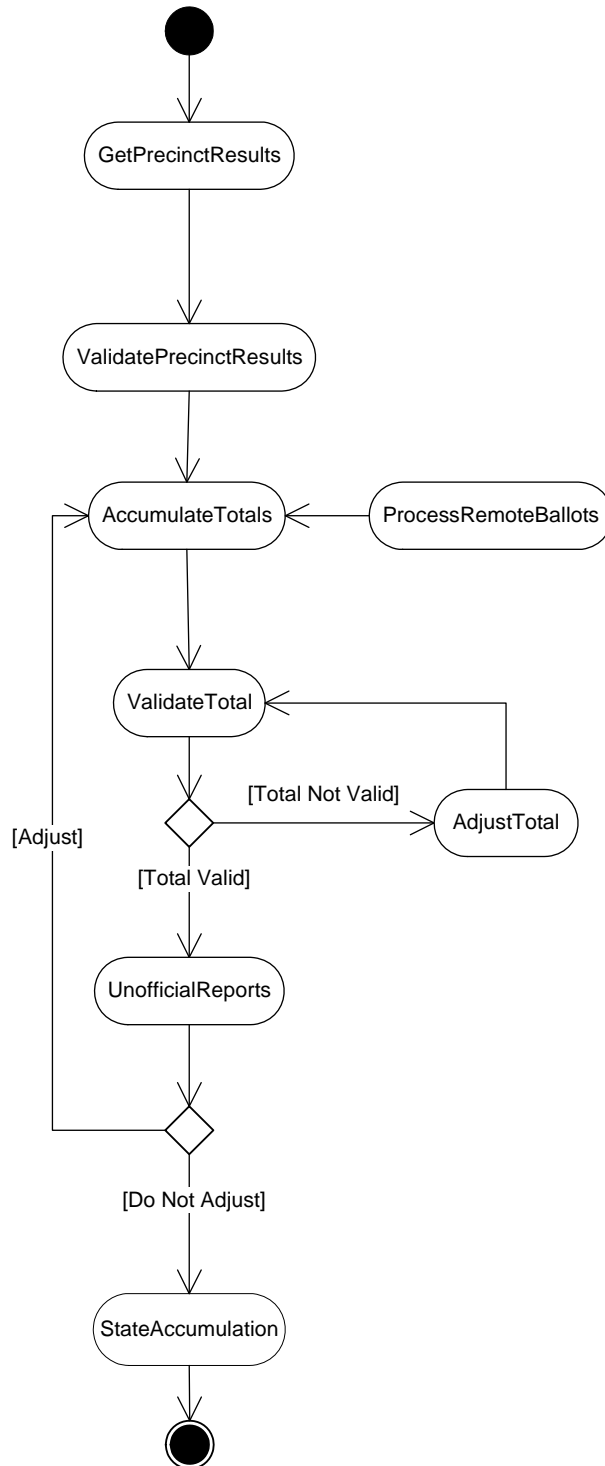 GetPrecinctResults
ValidatePrecinctResults
AccumulateTotals
ProcessRemoteBallots
ValidateTotal
[Total Not Valid]
AdjustTotal
[Adjust]
[Total Valid]
UnofficialReports
[Do Not Adjust]
StateAccumulation